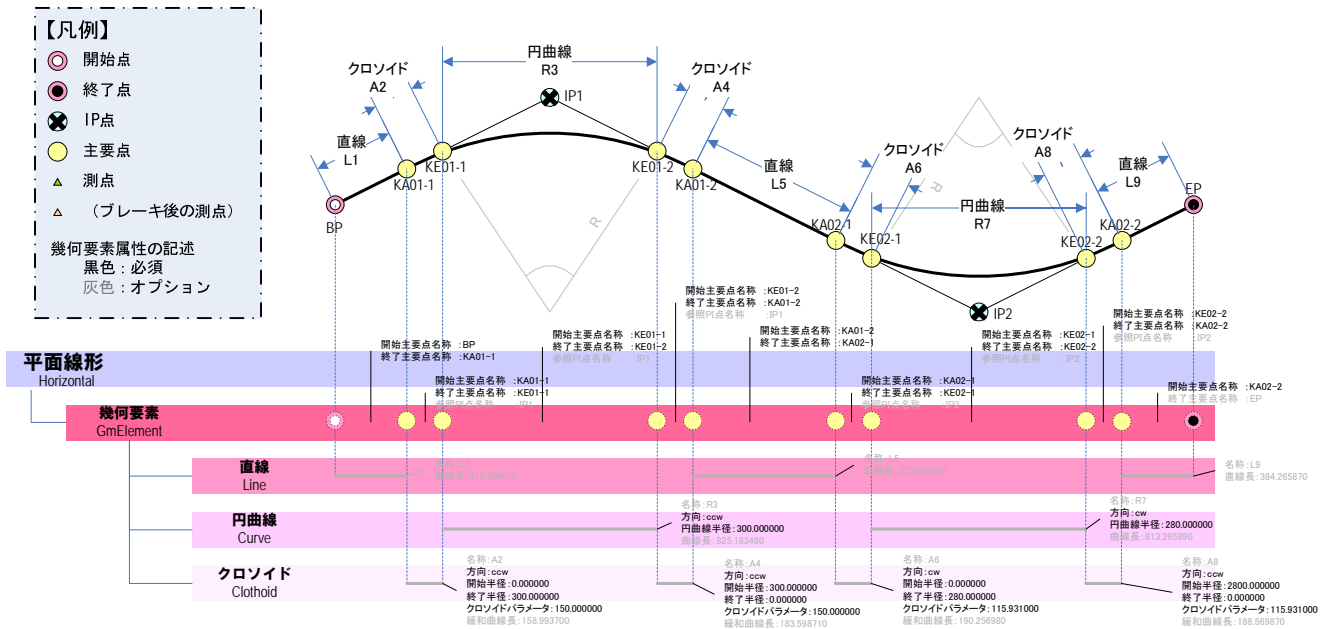 【凡例】
開始点
終了点
IP点
主要点
測点
（ブレーキ後の測点）
幾何要素属性の記述
黒色：必須
灰色：オプション
円曲線
R3
クロソイド
A2
クロソイド
A4
IP1
直線
L1
KE01-1
KA01-1
KE01-2
KA01-2
BP
R
直線
L5
クロソイド
A6
クロソイド
A8
R
直線
L9
EP
円曲線
R7
KA02-1
KE02-1
KE02-2
KA02-2
IP2
開始主要点名称 :BP
終了主要点名称 :KA01-1
開始主要点名称 :KA01-1
終了主要点名称 :KE01-1
参照PI点名称 :IP1
開始主要点名称 :KE01-1
終了主要点名称 :KE01-2
参照PI点名称 :IP1
開始主要点名称 :KE01-2
終了主要点名称 :KA01-2
参照PI点名称 :IP1
開始主要点名称 :KA01-2
終了主要点名称 :KA02-1
開始主要点名称 :KA02-1
終了主要点名称 :KE02-1
参照PI点名称 :IP2
開始主要点名称 :KE02-1
終了主要点名称 :KE02-2
参照PI点名称 :IP2
開始主要点名称 :KE02-2
終了主要点名称 :KA02-2
参照PI点名称 :IP2
開始主要点名称 :KA02-2
終了主要点名称 :EP
平面線形
Horizontal
幾何要素
GmElement
直線
Line
名称:L1
名称:L5
名称:L9
直線長:384.265870
円曲線
Curve
名称:R3
方向:ccw
円曲線半径:300.000000
曲線長:825.183480
名称:R7
方向:cw
円曲線半径:280.000000
曲線長:813.265890
クロソイド
Clothoid
名称:A2
方向:ccw
開始半径:0.000000
終了半径:300.000000
クロソイドパラメータ:150.000000
緩和曲線長:158.993700
名称:A4
方向:ccw
開始半径:300.000000
終了半径:0.000000
クロソイドパラメータ:150.000000
緩和曲線長:183.598710
名称:A6
方向:cw
開始半径:0.000000
終了半径:280.000000
クロソイドパラメータ:115.931000
緩和曲線長:190.256980
名称:A8
方向:ccw
開始半径:2800.000000
終了半径:0.000000
クロソイドパラメータ:115.931000
緩和曲線長:188.569870